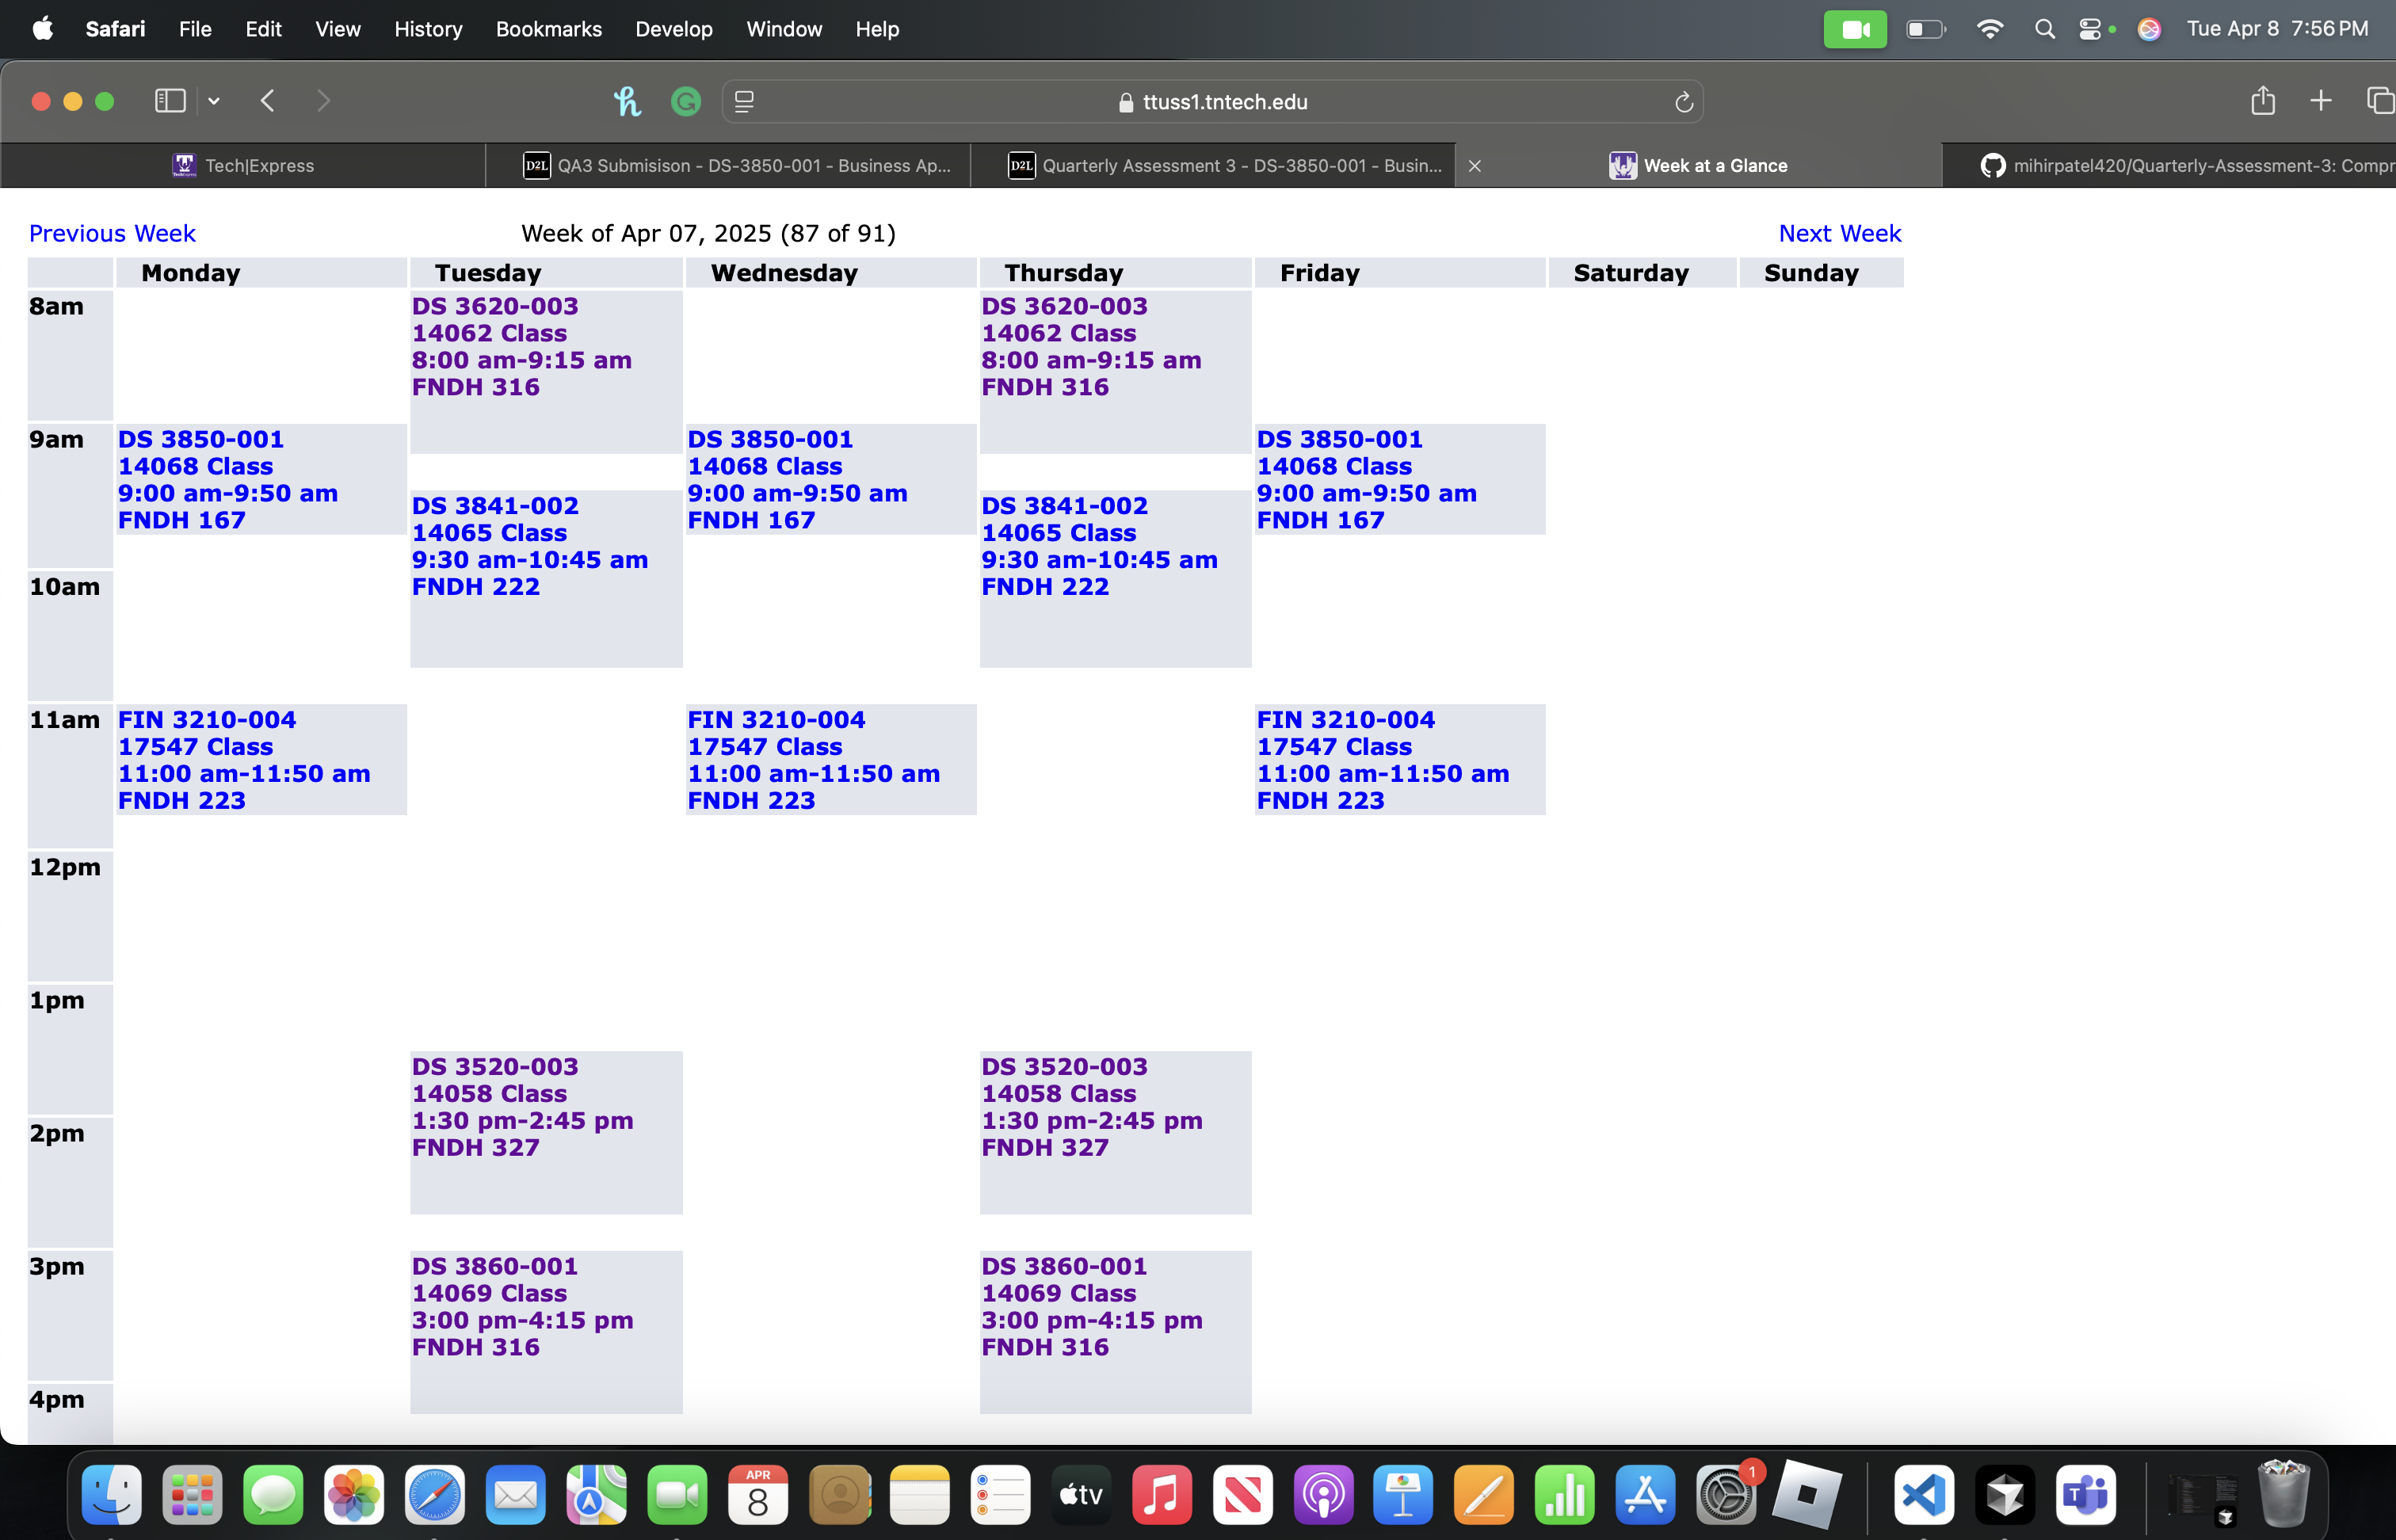 Safari File Edit View History Bookmarks Develop Window Help Tue Apr 8 7:56 PM
ttuss1.tntech.edu
Tech|Express
D2L QA3 Submisison - DS-3850-001 - Business Ap...
D2L Quarterly Assessment 3 - DS-3850-001 - Busin...
Week at a Glance
mihirpatel420/Quarterly-Assessment-3: Compr
Previous Week Week of Apr 07, 2025 (87 of 91) Next Week
Monday Tuesday Wednesday Thursday Friday Saturday Sunday
8am
DS 3620-003
14062 Class
8:00 am-9:15 am
FNDH 316
DS 3620-003
14062 Class
8:00 am-9:15 am
FNDH 316
9am
DS 3850-001
14068 Class
9:00 am-9:50 am
FNDH 167
DS 3841-002
14065 Class
9:30 am-10:45 am
FNDH 222
DS 3850-001
14068 Class
9:00 am-9:50 am
FNDH 167
DS 3841-002
14065 Class
9:30 am-10:45 am
FNDH 222
DS 3850-001
14068 Class
9:00 am-9:50 am
FNDH 167
10am
11am
FIN 3210-004
17547 Class
11:00 am-11:50 am
FNDH 223
FIN 3210-004
17547 Class
11:00 am-11:50 am
FNDH 223
FIN 3210-004
17547 Class
11:00 am-11:50 am
FNDH 223
12pm
1pm
DS 3520-003
14058 Class
1:30 pm-2:45 pm
FNDH 327
DS 3520-003
14058 Class
1:30 pm-2:45 pm
FNDH 327
2pm
3pm
DS 3860-001
14069 Class
3:00 pm-4:15 pm
FNDH 316
DS 3860-001
14069 Class
3:00 pm-4:15 pm
FNDH 316
4pm
APR
8
tv
1
T